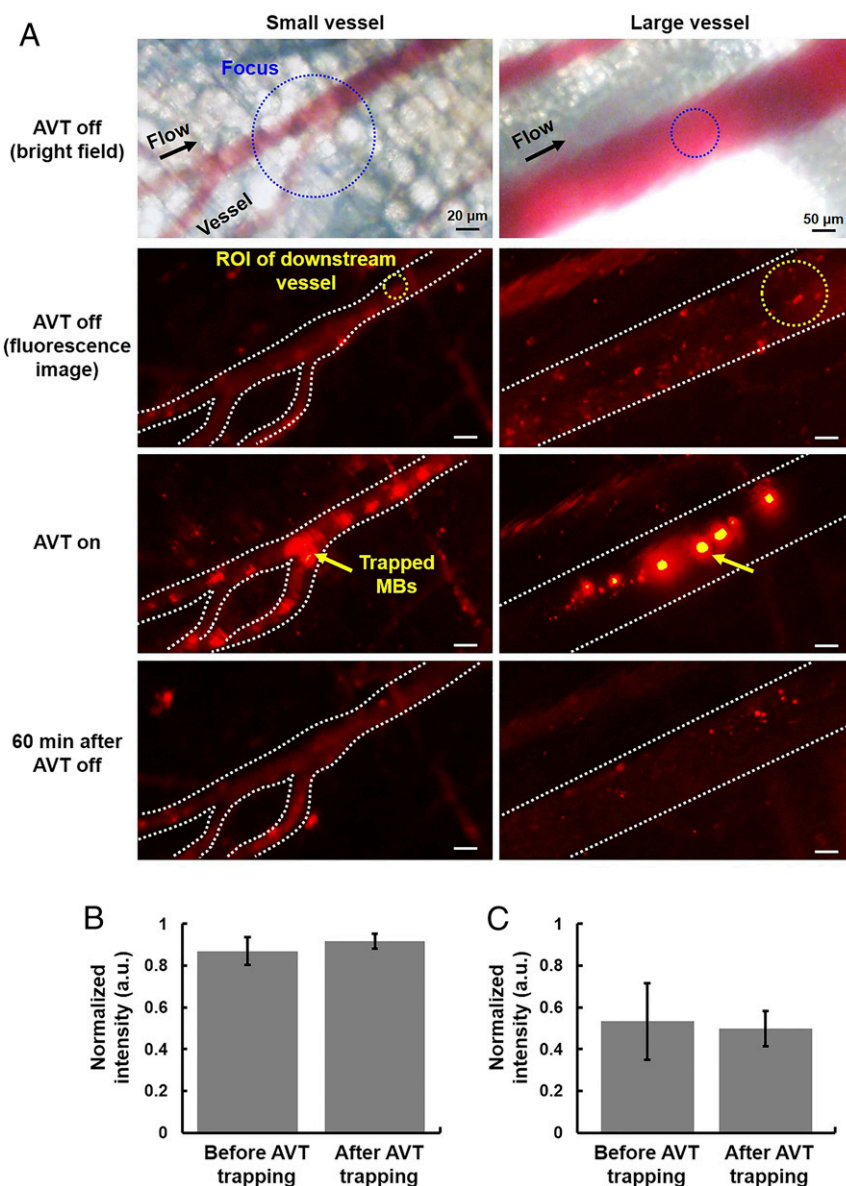 A
Small vessel
Large vessel
AVT off
(bright field)
Focus
Flow
Vessel
20 µm
Flow
50 µm
AVT off
(fluorescence
image)
ROI of downstream
vessel
AVT on
Trapped
MBs
60 min after
AVT off
B
Normalized
intensity (a.u.)
1
0.8
0.6
0.4
0.2
0
Before AVT
trapping
After AVT
trapping
C
Normalized
intensity (a.u.)
1
0.8
0.6
0.4
0.2
0
Before AVT
trapping
After AVT
trapping